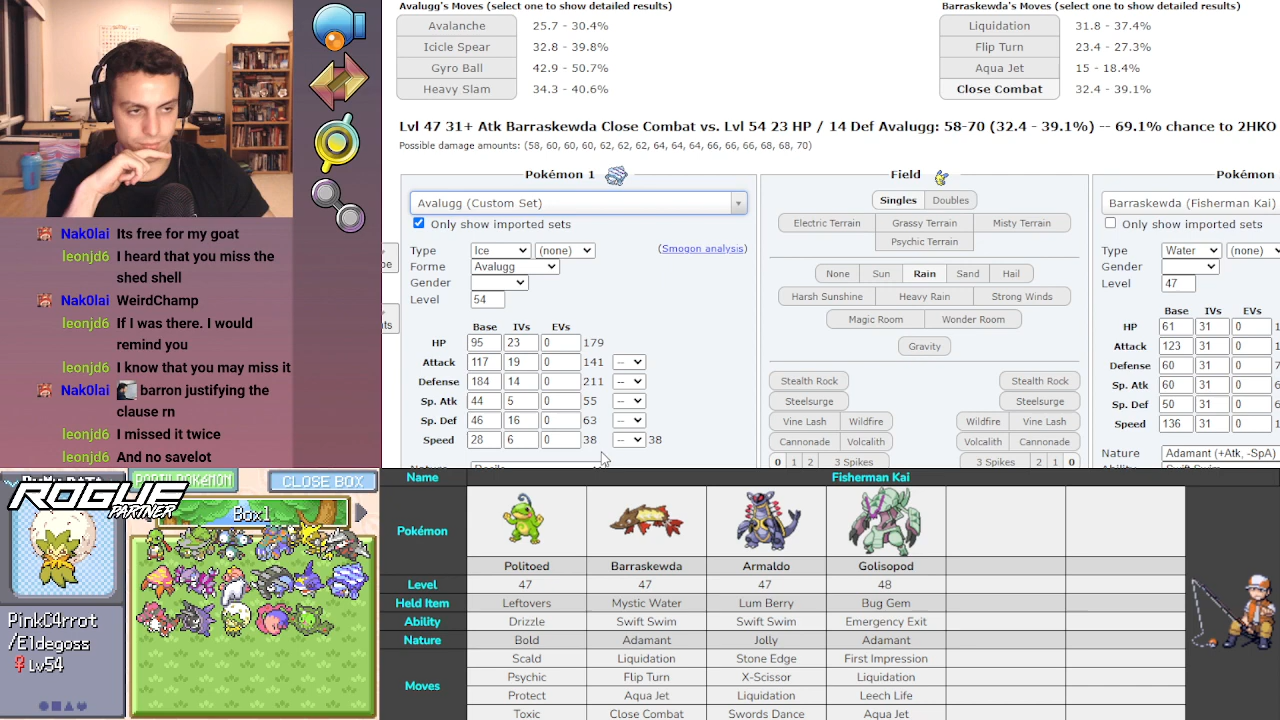 Avalugg's Moves (select one to show detailed results)
Avalanche 25.7 - 30.4%
Icicle Spear 32.8 - 39.8%
Gyro Ball 42.9 - 50.7%
Heavy Slam 34.3 - 40.6%
Barraskewda's Moves (select one to show detailed results)
Liquidation 31.8 - 37.4%
Flip Turn 23.4 - 27.3%
Aqua Jet 15 - 18.4%
Close Combat 32.4 - 39.1%
Lvl 47 31+ Atk Barraskewda Close Combat vs. Lvl 54 23 HP / 14 Def Avalugg: 58-70 (32.4 - 39.1%) -- 69.1% chance to 2HKO
Possible damage amounts: (58, 60, 60, 60, 62, 62, 62, 64, 64, 64, 66, 66, 66, 68, 68, 70)
Pokémon 1
Avalugg (Custom Set)
Only show imported sets
Type Ice (none) (Smogon analysis)
Forme Avalugg
Gender
Level 54
Base IVs EVs
HP 95 23 0 179
Attack 117 19 0 141 --
Defense 184 14 0 211 --
Sp. Atk 44 5 0 55 --
Sp. Def 46 16 0 63 --
Speed 28 6 0 38 -- 38
Field
Singles Doubles
Electric Terrain Grassy Terrain Misty Terrain
Psychic Terrain
None Sun Rain Sand Hail
Harsh Sunshine Heavy Rain Strong Winds
Magic Room Wonder Room
Gravity
Stealth Rock Stealth Rock
Steelsurge Steelsurge
Vine Lash Wildfire Wildfire Vine Lash
Cannonade Volcalith Volcalith Cannonade
0 1 2 3 Spikes 3 Spikes 2 1 0
Pokémon
Barraskewda (Fisherman Kai)
Only show imported sets
Type Water (none)
Gender
Level 47
Base IVs EVs
HP 61 31 0
Attack 123 31 0
Defense 60 31 0
Sp. Atk 60 31 0
Sp. Def 50 31 0
Speed 136 31 0
Nature Adamant (+Atk, -SpA)
Nak0lai Its free for my goat
leonjd6 I heard that you miss the
shed shell
Nak0lai WeirdChamp
leonjd6 If I was there. I would
remind you
leonjd6 I know that you may miss it
Nak0lai barron justifying the
clause rn
leonjd6 I missed it twice
leonjd6 And no savelot
ROGUE
PARTNER
CLOSE BOX
Box1
PinkC4rrot
/Eldegoss
♀ Lv54
Name Fisherman Kai
Pokémon
Politoed Barraskewda Armaldo Golisopod
Level 47 47 47 48
Held Item Leftovers Mystic Water Lum Berry Bug Gem
Ability Drizzle Swift Swim Swift Swim Emergency Exit
Nature Bold Adamant Jolly Adamant
Moves
Scald Liquidation Stone Edge First Impression
Psychic Flip Turn X-Scissor Liquidation
Protect Aqua Jet Liquidation Leech Life
Toxic Close Combat Swords Dance Aqua Jet